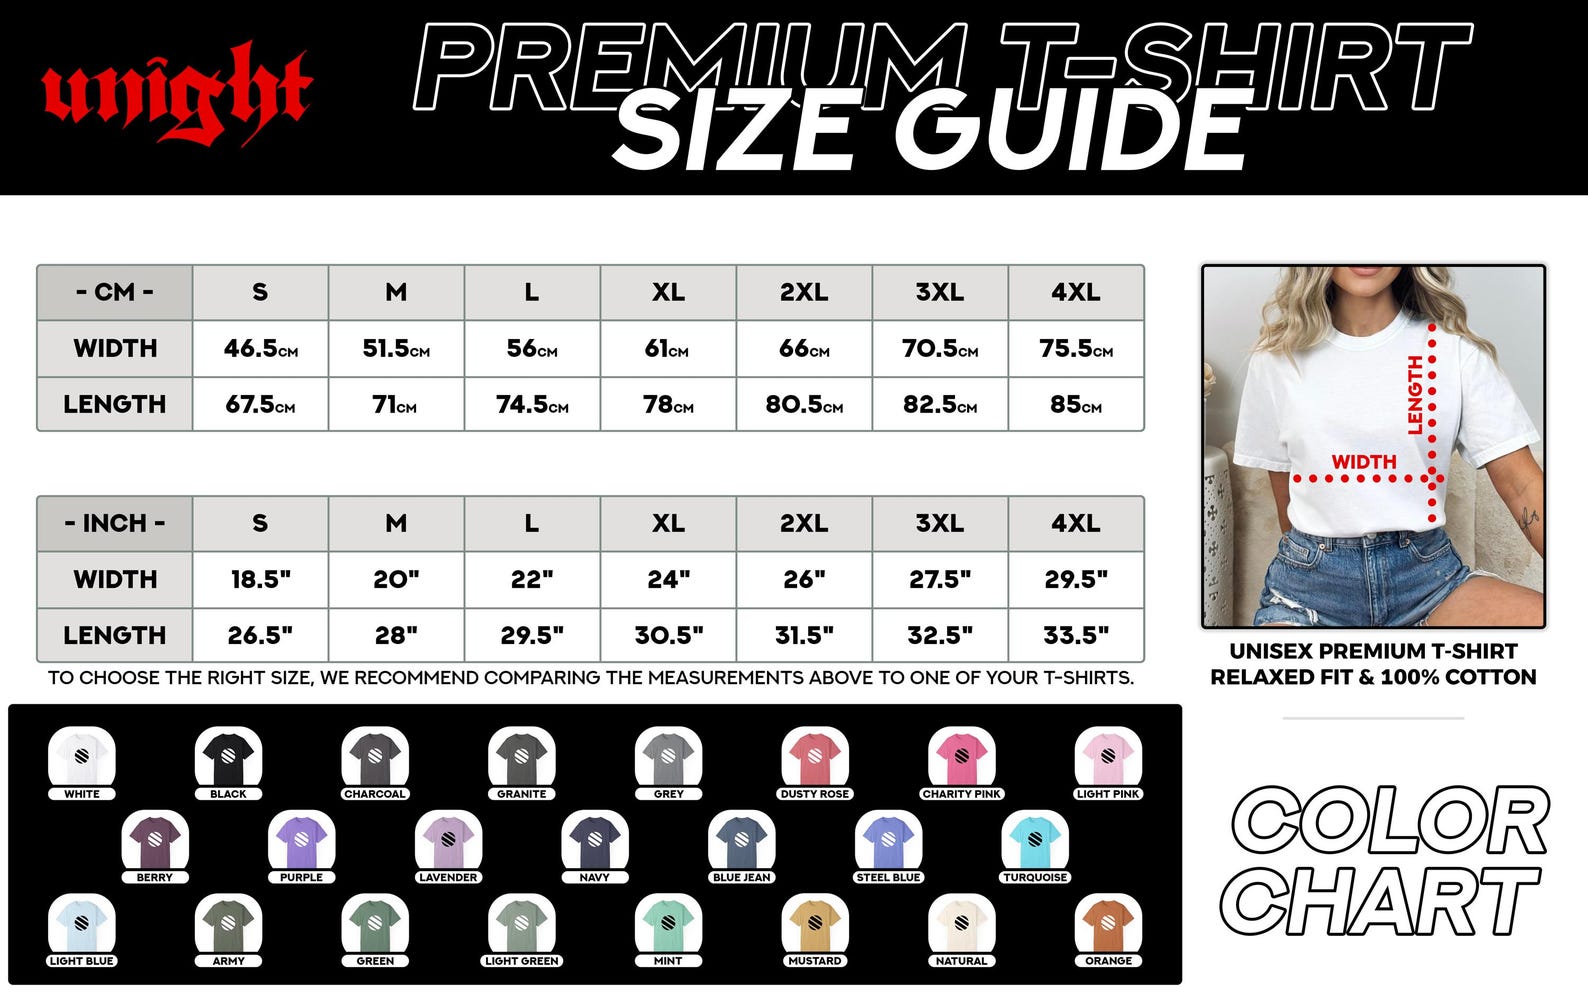 unight
PREMIUM T-SHIRT
SIZE GUIDE
- CM - S M L XL 2XL 3XL 4XL
WIDTH 46.5CM 51.5CM 56CM 61CM 66CM 70.5CM 75.5CM
LENGTH 67.5CM 71CM 74.5CM 78CM 80.5CM 82.5CM 85CM
- INCH - S M L XL 2XL 3XL 4XL
WIDTH 18.5" 20" 22" 24" 26" 27.5" 29.5"
LENGTH 26.5" 28" 29.5" 30.5" 31.5" 32.5" 33.5"
TO CHOOSE THE RIGHT SIZE, WE RECOMMEND COMPARING THE MEASUREMENTS ABOVE TO ONE OF YOUR T-SHIRTS.
LENGTH
WIDTH
UNISEX PREMIUM T-SHIRT
RELAXED FIT & 100% COTTON
WHITE BLACK CHARCOAL GRANITE GREY DUSTY ROSE CHARITY PINK LIGHT PINK
BERRY PURPLE LAVENDER NAVY BLUE JEAN STEEL BLUE TURQUOISE
LIGHT BLUE ARMY GREEN LIGHT GREEN MINT MUSTARD NATURAL ORANGE
COLOR
CHART